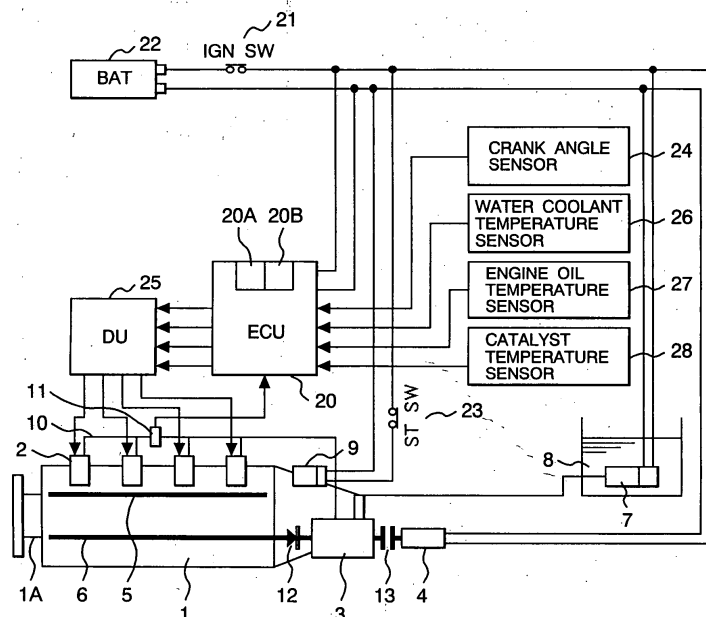 21
22
IGN SW
BAT
CRANK ANGLE
SENSOR
24
WATER COOLANT
TEMPERATURE
SENSOR
26
20A 20B
ENGINE OIL
TEMPERATURE
SENSOR
27
25
DU
ECU
CATALYST
TEMPERATURE
SENSOR
28
11
20
10
ST SW
23
2
9
8
7
1A
6
5
1
12
3
13
4